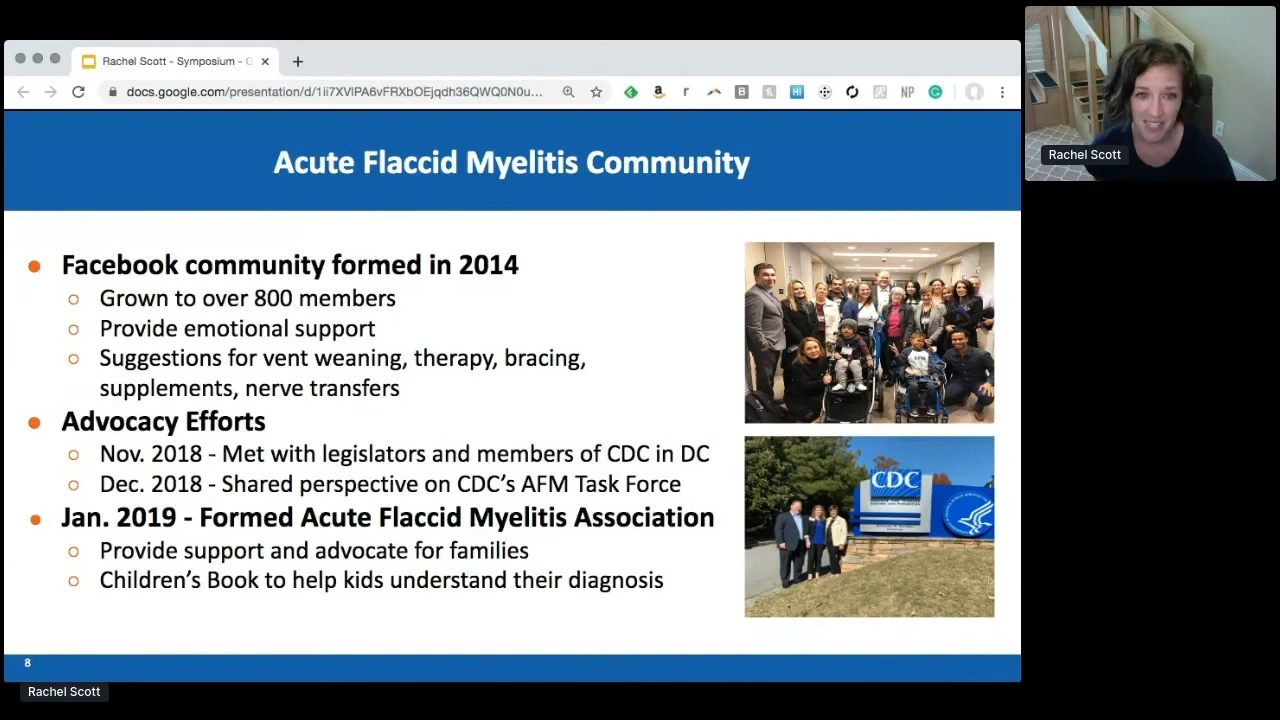 Rachel Scott - Symposium - G
docs.google.com/presentation/d/1li7XVlPA6vFRXbOEjqdh36QWQ0N0u...
Rachel Scott
Acute Flaccid Myelitis Community
● Facebook community formed in 2014
○ Grown to over 800 members
○ Provide emotional support
○ Suggestions for vent weaning, therapy, bracing,
supplements, nerve transfers
● Advocacy Efforts
○ Nov. 2018 - Met with legislators and members of CDC in DC
○ Dec. 2018 - Shared perspective on CDC's AFM Task Force
● Jan. 2019 - Formed Acute Flaccid Myelitis Association
○ Provide support and advocate for families
○ Children's Book to help kids understand their diagnosis
CDC
8
Rachel Scott